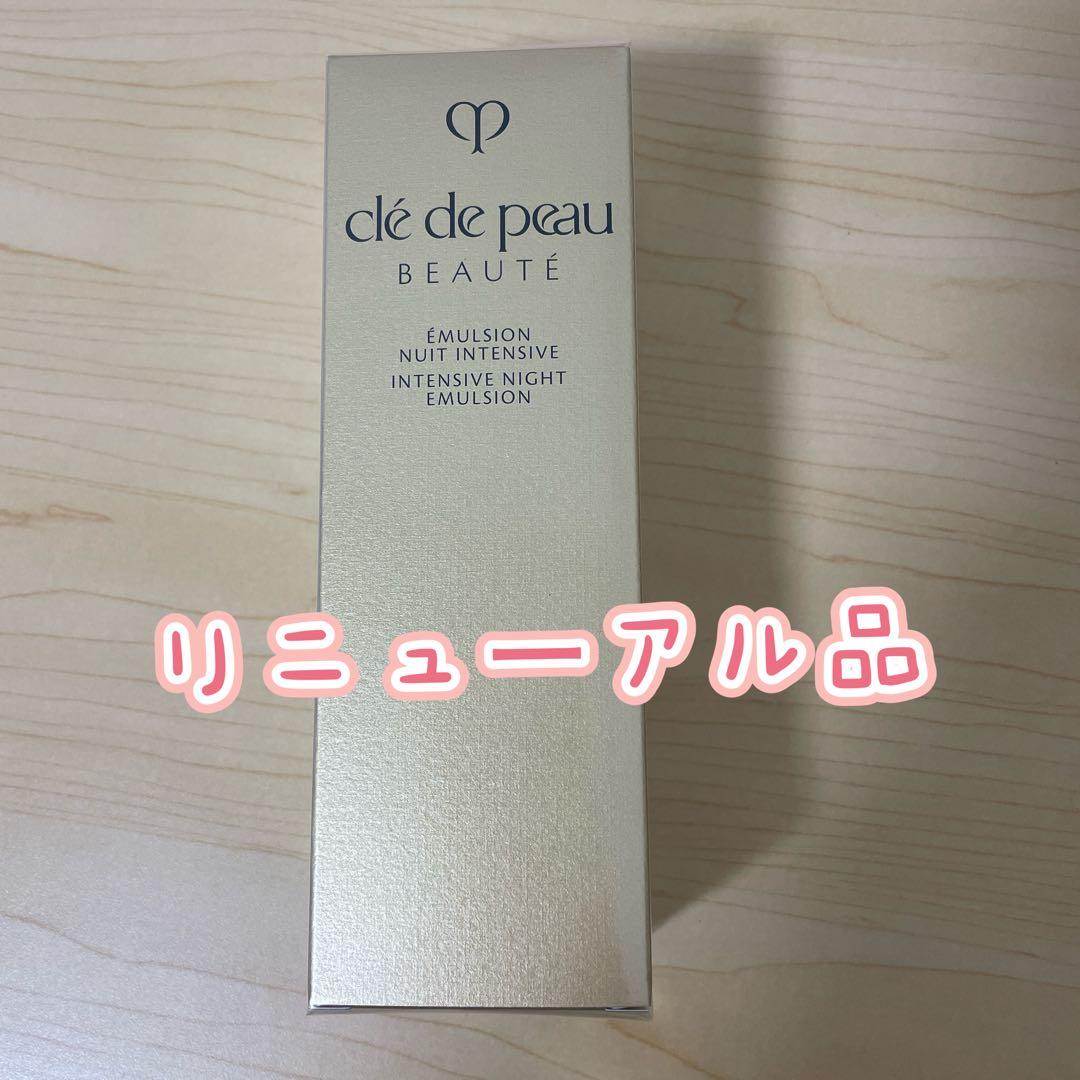 clé de peau
BEAUTÉ
ÉMULSION
NUIT INTENSIVE
INTENSIVE NIGHT
EMULSION
リニューアル品